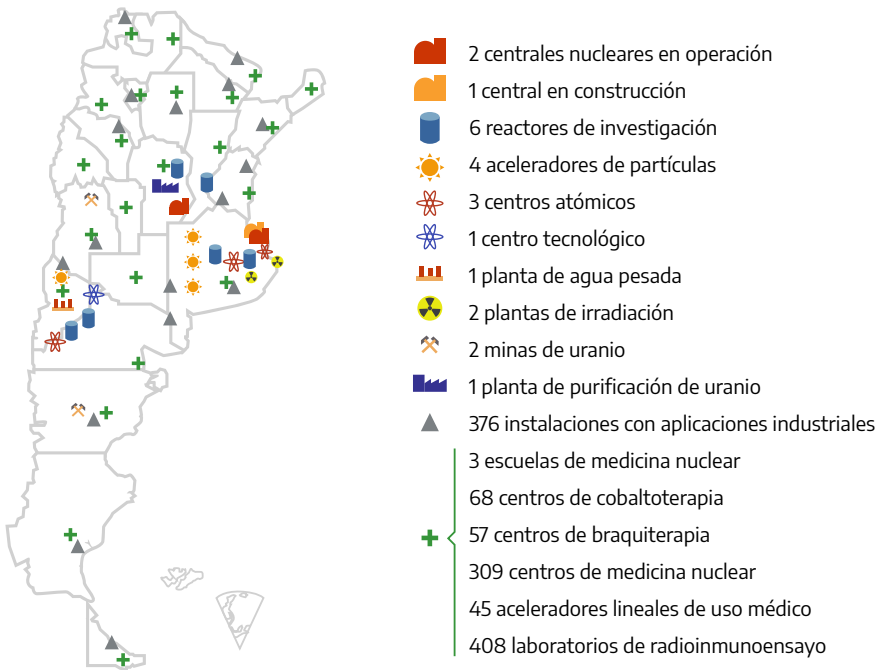 2 centrales nucleares en operación
1 central en construcción
6 reactores de investigación
4 aceleradores de partículas
3 centros atómicos
1 centro tecnológico
1 planta de agua pesada
2 plantas de irradiación
2 minas de uranio
1 planta de purificación de uranio
376 instalaciones con aplicaciones industriales
3 escuelas de medicina nuclear
68 centros de cobaltoterapia
57 centros de braquiterapia
309 centros de medicina nuclear
45 aceleradores lineales de uso médico
408 laboratorios de radioinmunoensayo